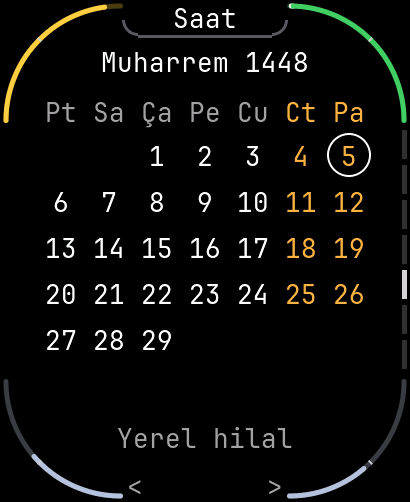 Saat
Muharrem 1448
Pt Sa Ça Pe Cu Ct Pa
1 2 3 4 5
6 7 8 9 10 11 12
13 14 15 16 17 18 19
20 21 22 23 24 25 26
27 28 29
Yerel hilal
< >